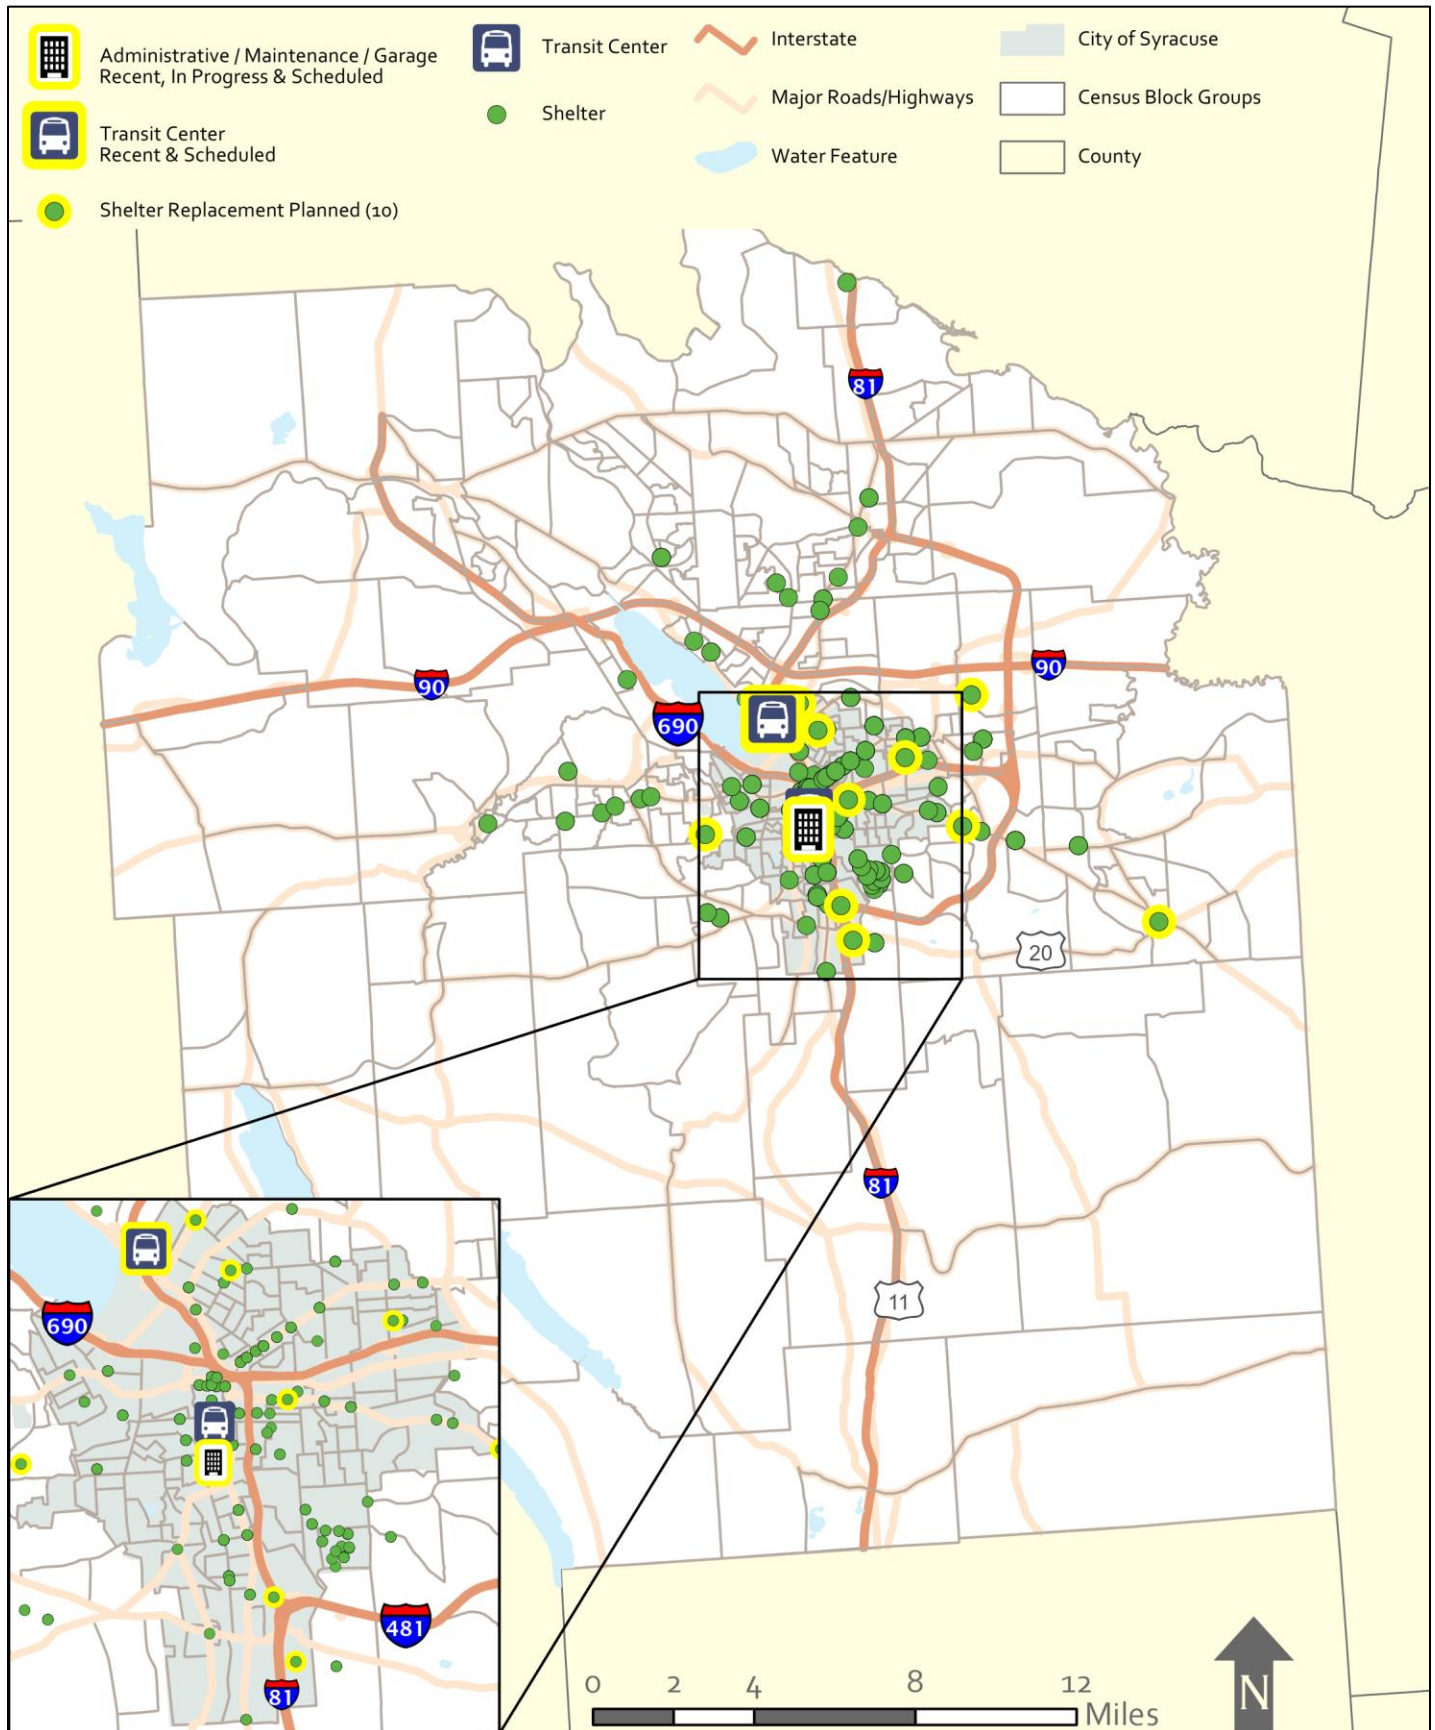 Administrative / Maintenance / Garage
Recent, In Progress & Scheduled
Transit Center
Recent & Scheduled
Shelter Replacement Planned (10)
Transit Center
Shelter
Interstate
Major Roads/Highways
Water Feature
City of Syracuse
Census Block Groups
County
81
90
90
690
20
81
11
690
481
81
0 2 4 8 12
Miles
N